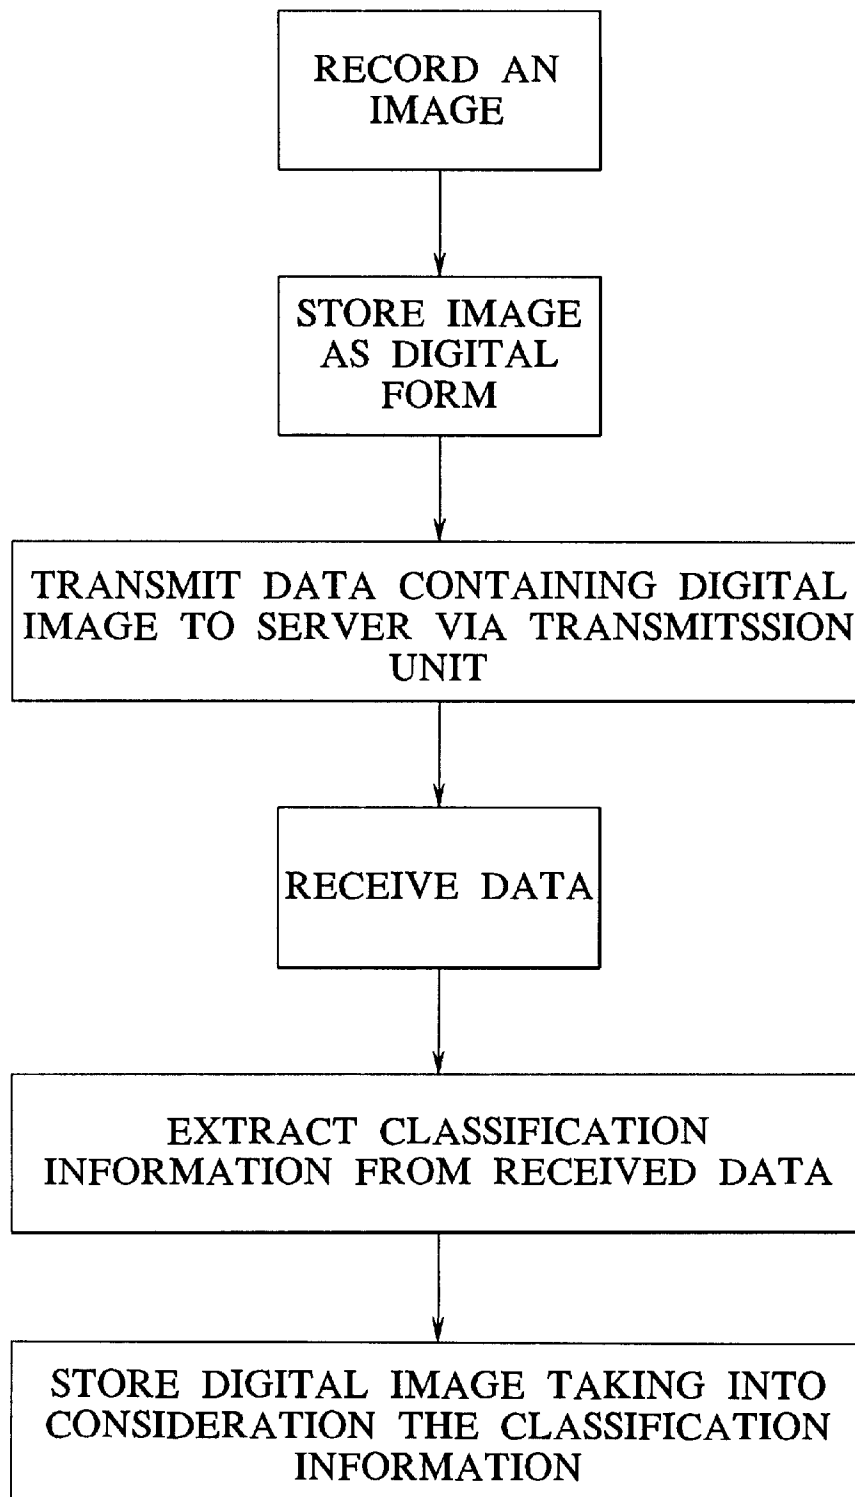 RECORD AN
IMAGE
STORE IMAGE
AS DIGITAL
FORM
TRANSMIT DATA CONTAINING DIGITAL
IMAGE TO SERVER VIA TRANSMITSSION
UNIT
RECEIVE DATA
EXTRACT CLASSIFICATION
INFORMATION FROM RECEIVED DATA
STORE DIGITAL IMAGE TAKING INTO
CONSIDERATION THE CLASSIFICATION
INFORMATION